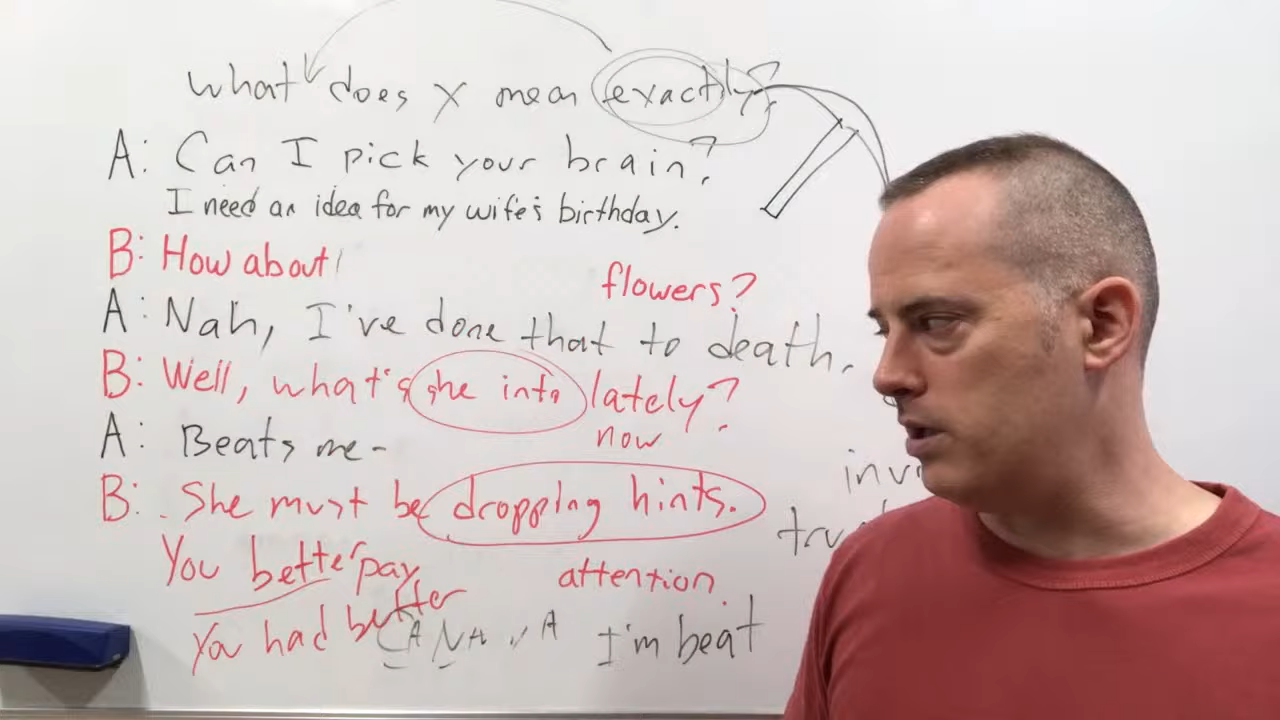 what does x mean exactly?
A: Can I pick your brain?
I need an idea for my wife's birthday.
B: How about flowers?
A: Nah, I've done that to death.
B: Well, what's she into lately?
now
A: Beats me-
B: She must be dropping hints.
You better pay attention
You had better
I'm beat